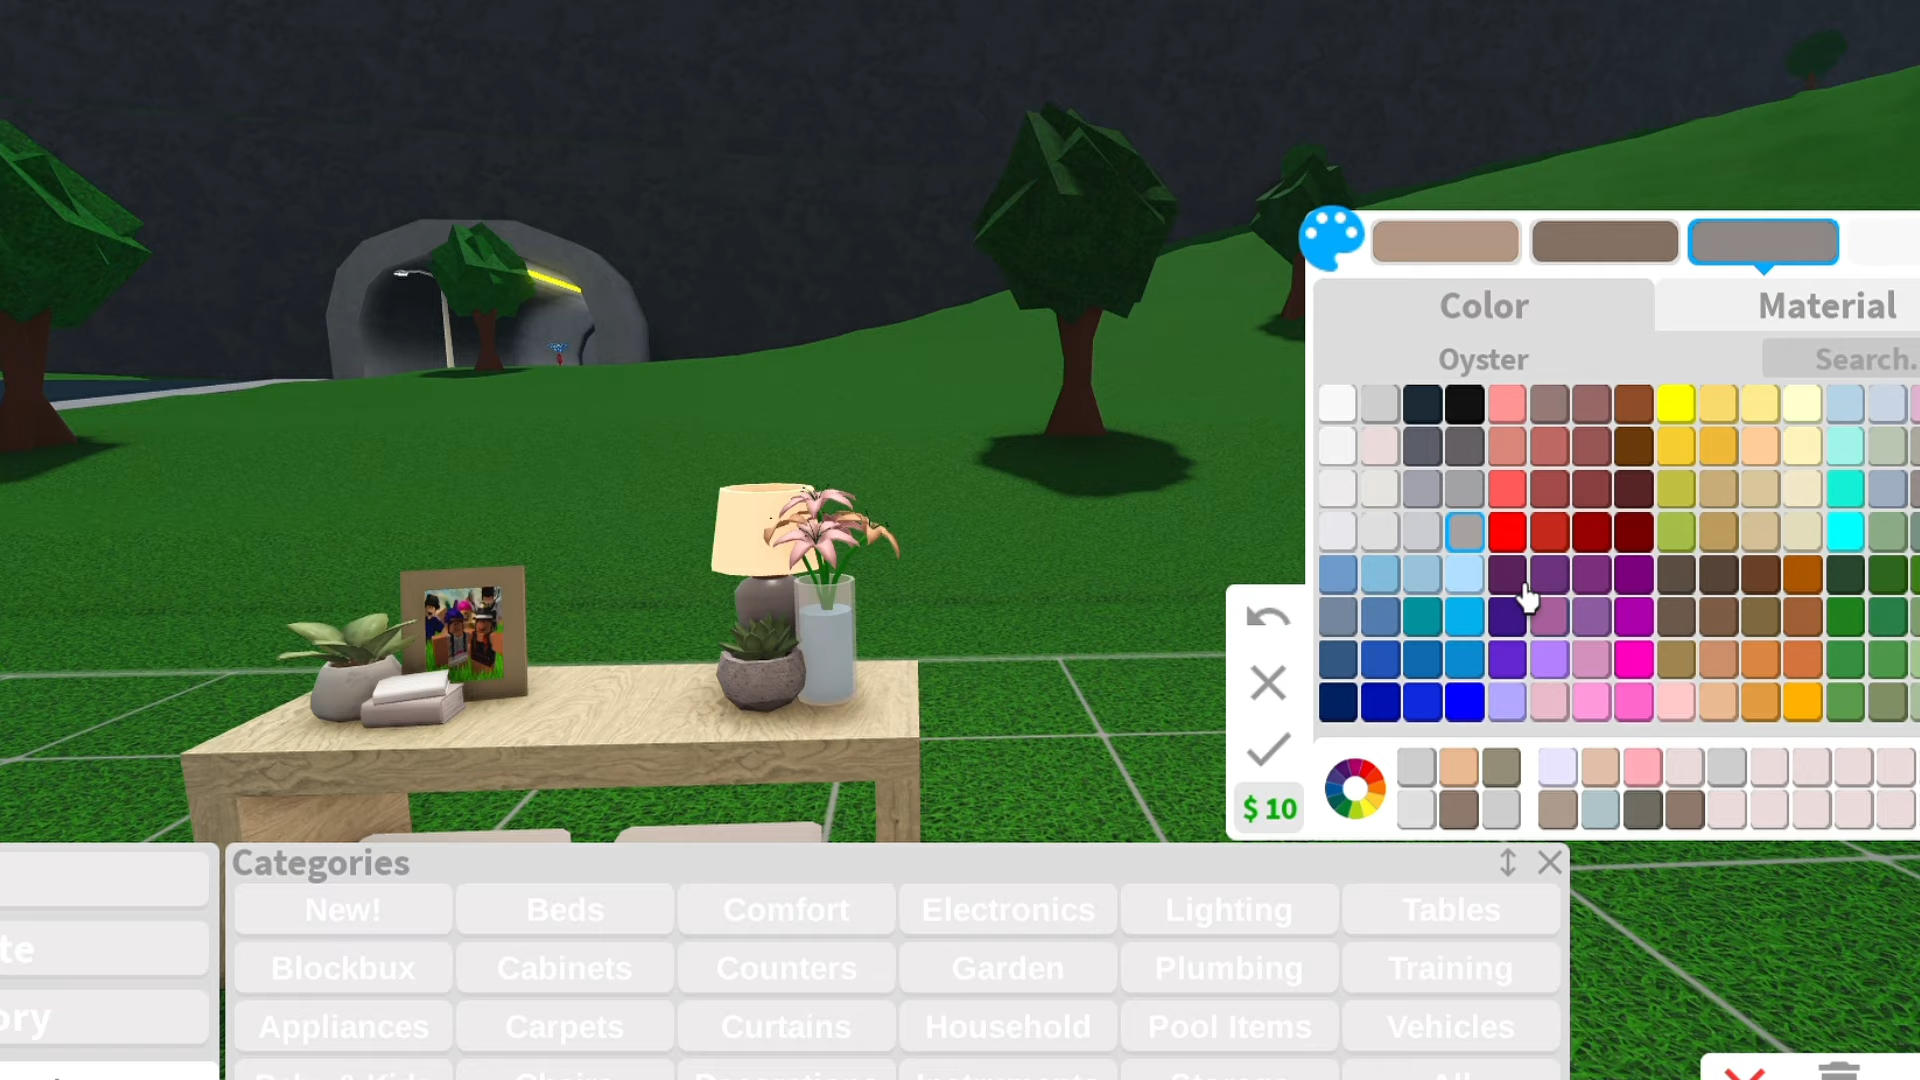 Color
Material
Oyster
Search.
$ 10
Categories
New!
Beds
Comfort
Electronics
Lighting
Tables
te
Blockbux
Cabinets
Counters
Garden
Plumbing
Training
ory
Appliances
Carpets
Curtains
Household
Pool Items
Vehicles